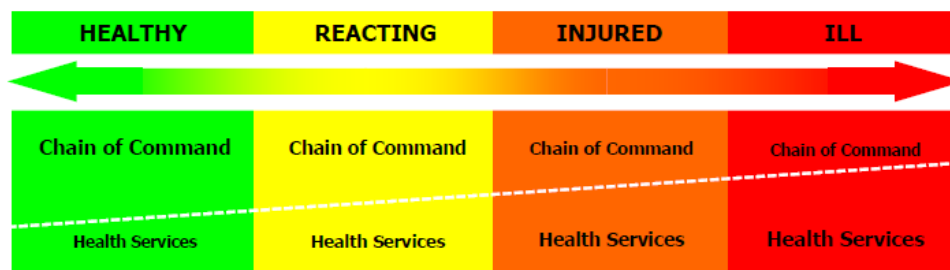 HEALTHY REACTING INJURED ILL
Chain of Command Chain of Command Chain of Command Chain of Command
Health Services Health Services Health Services Health Services